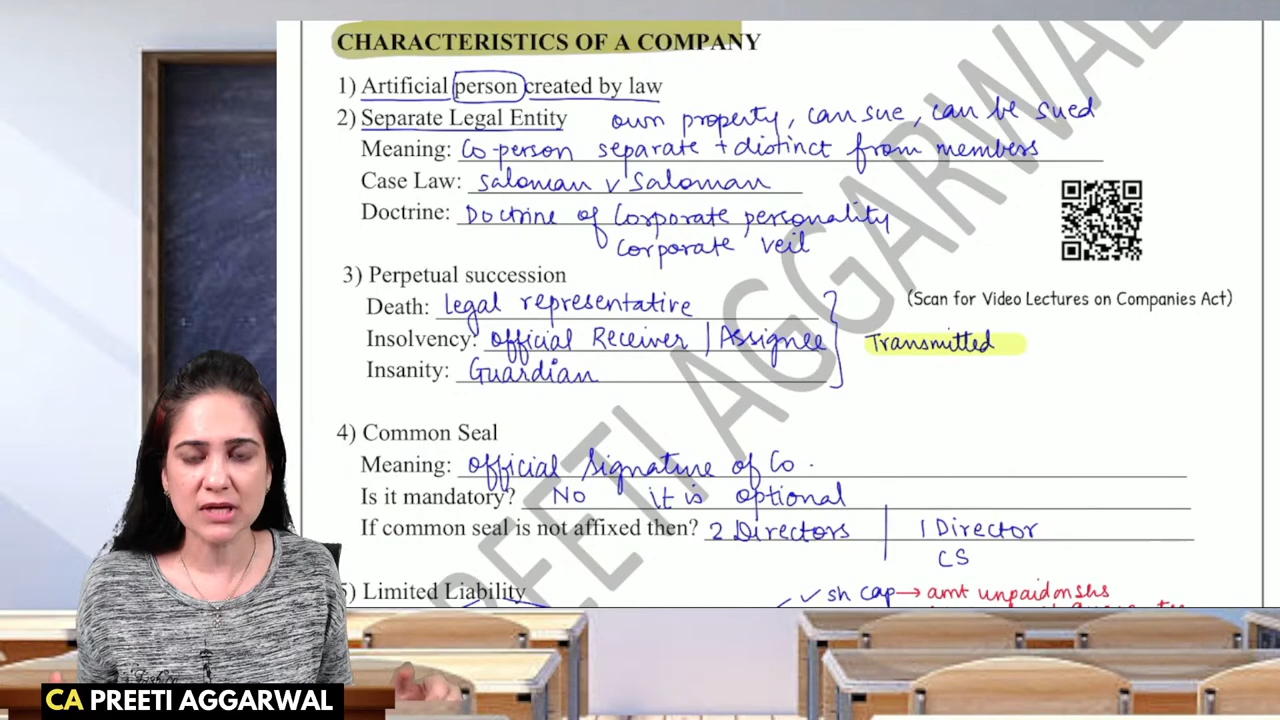 CHARACTERISTICS OF A COMPANY
1) Artificial person created by law
2) Separate Legal Entity own property, can sue, can be sued
Meaning: Co person separate + distinct from members
Case Law: Saloman v Saloman
Doctrine: Doctrine of Corporate personality
Corporate veil
3) Perpetual succession
Death: legal representative
Insolvency: official Receiver | Assignee
Insanity: Guardian
Transmitted
(Scan for Video Lectures on Companies Act)
4) Common Seal
Meaning: official Signature of Co.
Is it mandatory? No it is optional
If common seal is not affixed then? 2 Directors | 1 Director
CS
5) Limited Liability ✓ sh cap → amt unpaid on shs
PREETI AGGARWAL
CA PREETI AGGARWAL